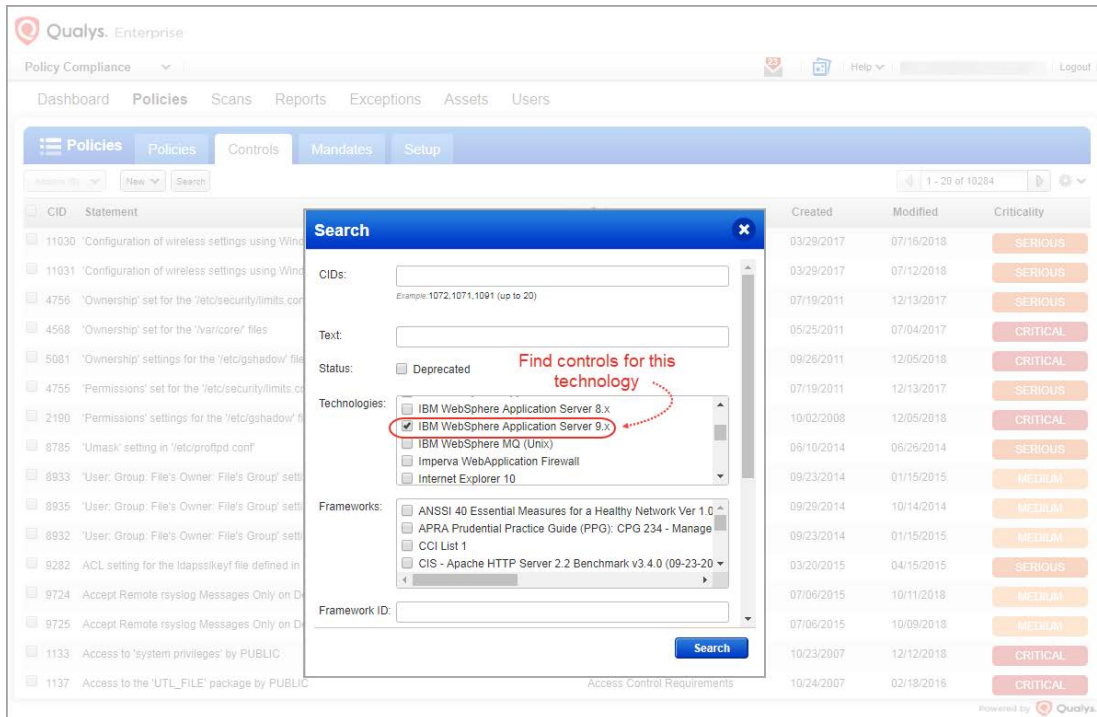 Qualys. Enterprise
Policy Compliance
23
Help
Logout
Dashboard Policies Scans Reports Exceptions Assets Users
Policies Policies Controls Mandates Setup
New Search 1 - 20 of 10284
CID Statement Created Modified Criticality
11030 'Configuration of wireless settings using Wind 03/29/2017 07/16/2018 SERIOUS
11031 'Configuration of wireless settings using Wind 03/29/2017 07/12/2018 SERIOUS
4756 'Ownership' set for the '/etc/security/limits.con 07/19/2011 12/13/2017 SERIOUS
4568 'Ownership' set for the '/var/core/' files 05/25/2011 07/04/2017 CRITICAL
5081 'Ownership' settings for the '/etc/gshadow' file 09/26/2011 12/05/2018 CRITICAL
4755 'Permissions' set for the '/etc/security/limits.co 07/19/2011 12/13/2017 SERIOUS
2190 'Permissions' settings for the '/etc/gshadow' fi 10/02/2008 12/05/2018 CRITICAL
8785 'Umask' setting in '/etc/proftpd.conf' 06/10/2014 06/26/2014 SERIOUS
8933 'User: Group: File's Owner: File's Group' setti 09/23/2014 01/15/2015 MEDIUM
8935 'User: Group: File's Owner: File's Group' setti 09/29/2014 10/14/2014 MEDIUM
8932 'User: Group: File's Owner: File's Group' setti 09/23/2014 01/15/2015 MEDIUM
9282 ACL setting for the ldapsslkeyf file defined in 03/20/2015 04/15/2015 SERIOUS
9724 Accept Remote rsyslog Messages Only on De 07/06/2015 10/11/2018 MEDIUM
9725 Accept Remote rsyslog Messages Only on De 07/06/2015 10/09/2018 MEDIUM
1133 Access to 'system privileges' by PUBLIC 10/23/2007 12/12/2018 CRITICAL
1137 Access to the 'UTL_FILE' package by PUBLIC Access Control Requirements 10/24/2007 02/18/2016 CRITICAL
Search
CIDs:
Example:1072,1071,1091 (up to 20)
Text:
Status: Deprecated
Find controls for this
technology
Technologies:
IBM WebSphere Application Server 8.x
IBM WebSphere Application Server 9.x
IBM WebSphere MQ (Unix)
Imperva WebApplication Firewall
Internet Explorer 10
Frameworks:
ANSSI 40 Essential Measures for a Healthy Network Ver 1.0
APRA Prudential Practice Guide (PPG): CPG 234 - Manage
CCI List 1
CIS - Apache HTTP Server 2.2 Benchmark v3.4.0 (09-23-20
Framework ID:
Search
Powered by Qualys.